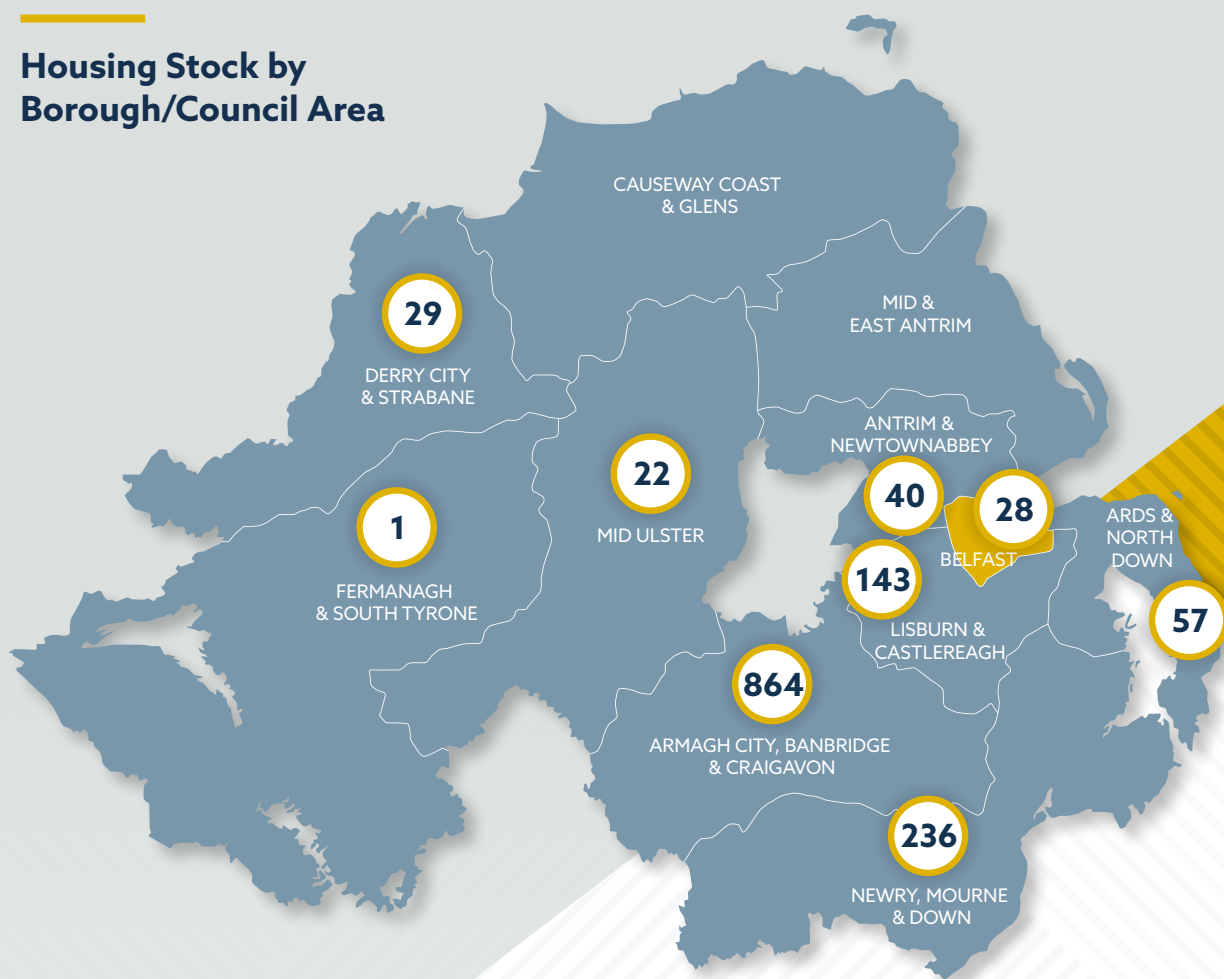 Housing Stock by
Borough/Council Area
CAUSEWAY COAST
& GLENS
MID &
EAST ANTRIM
29
DERRY CITY
& STRABANE
ANTRIM &
NEWTOWNABBEY
40
22
MID ULSTER
28
BELFAST
ARDS &
NORTH
DOWN
57
1
FERMANAGH
& SOUTH TYRONE
143
LISBURN &
CASTLEREAGH
864
ARMAGH CITY, BANBRIDGE
& CRAIGAVON
236
NEWRY, MOURNE
& DOWN